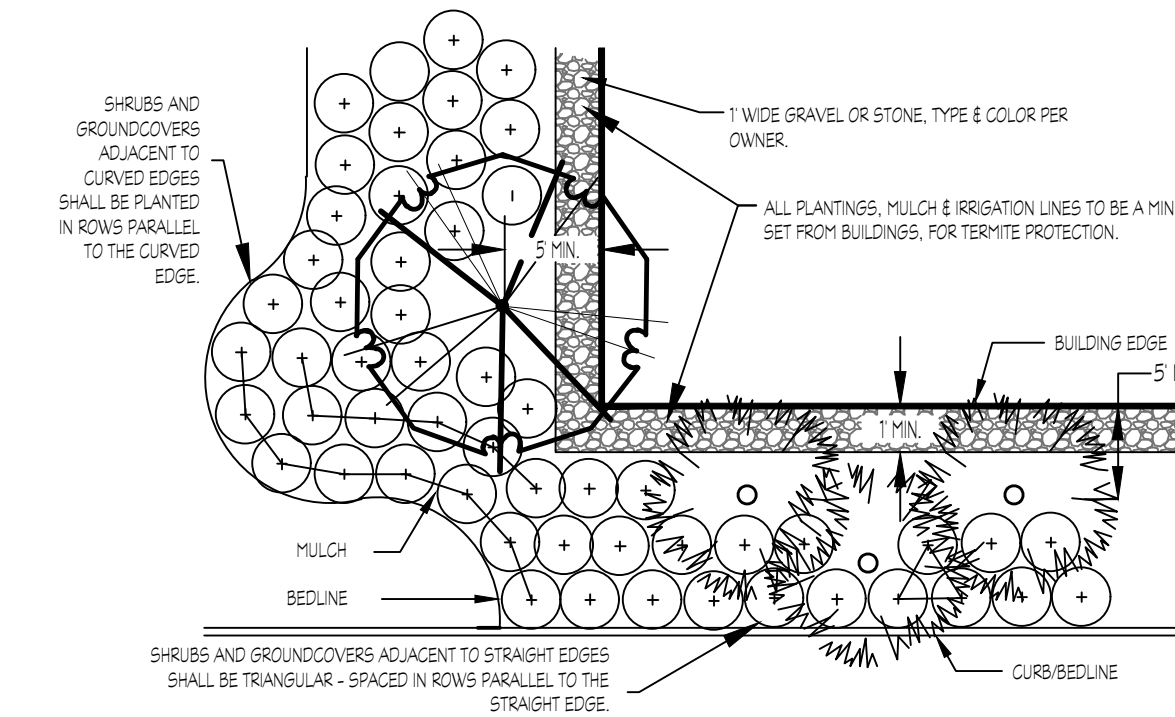 SHRUBS AND
GROUNDCOVERS
ADJACENT TO
CURVED EDGES
SHALL BE PLANTED
IN ROWS PARALLEL
TO THE CURVED
EDGE.
1' WIDE GRAVEL OR STONE, TYPE & COLOR PER
OWNER.
ALL PLANTINGS, MULCH & IRRIGATION LINES TO BE A MIN
SET FROM BUILDINGS, FOR TERMITE PROTECTION.
5' MIN.
BUILDING EDGE
5'
1' MIN.
MULCH
BEDLINE
SHRUBS AND GROUNDCOVERS ADJACENT TO STRAIGHT EDGES
SHALL BE TRIANGULAR - SPACED IN ROWS PARALLEL TO THE
STRAIGHT EDGE.
CURB/BEDLINE